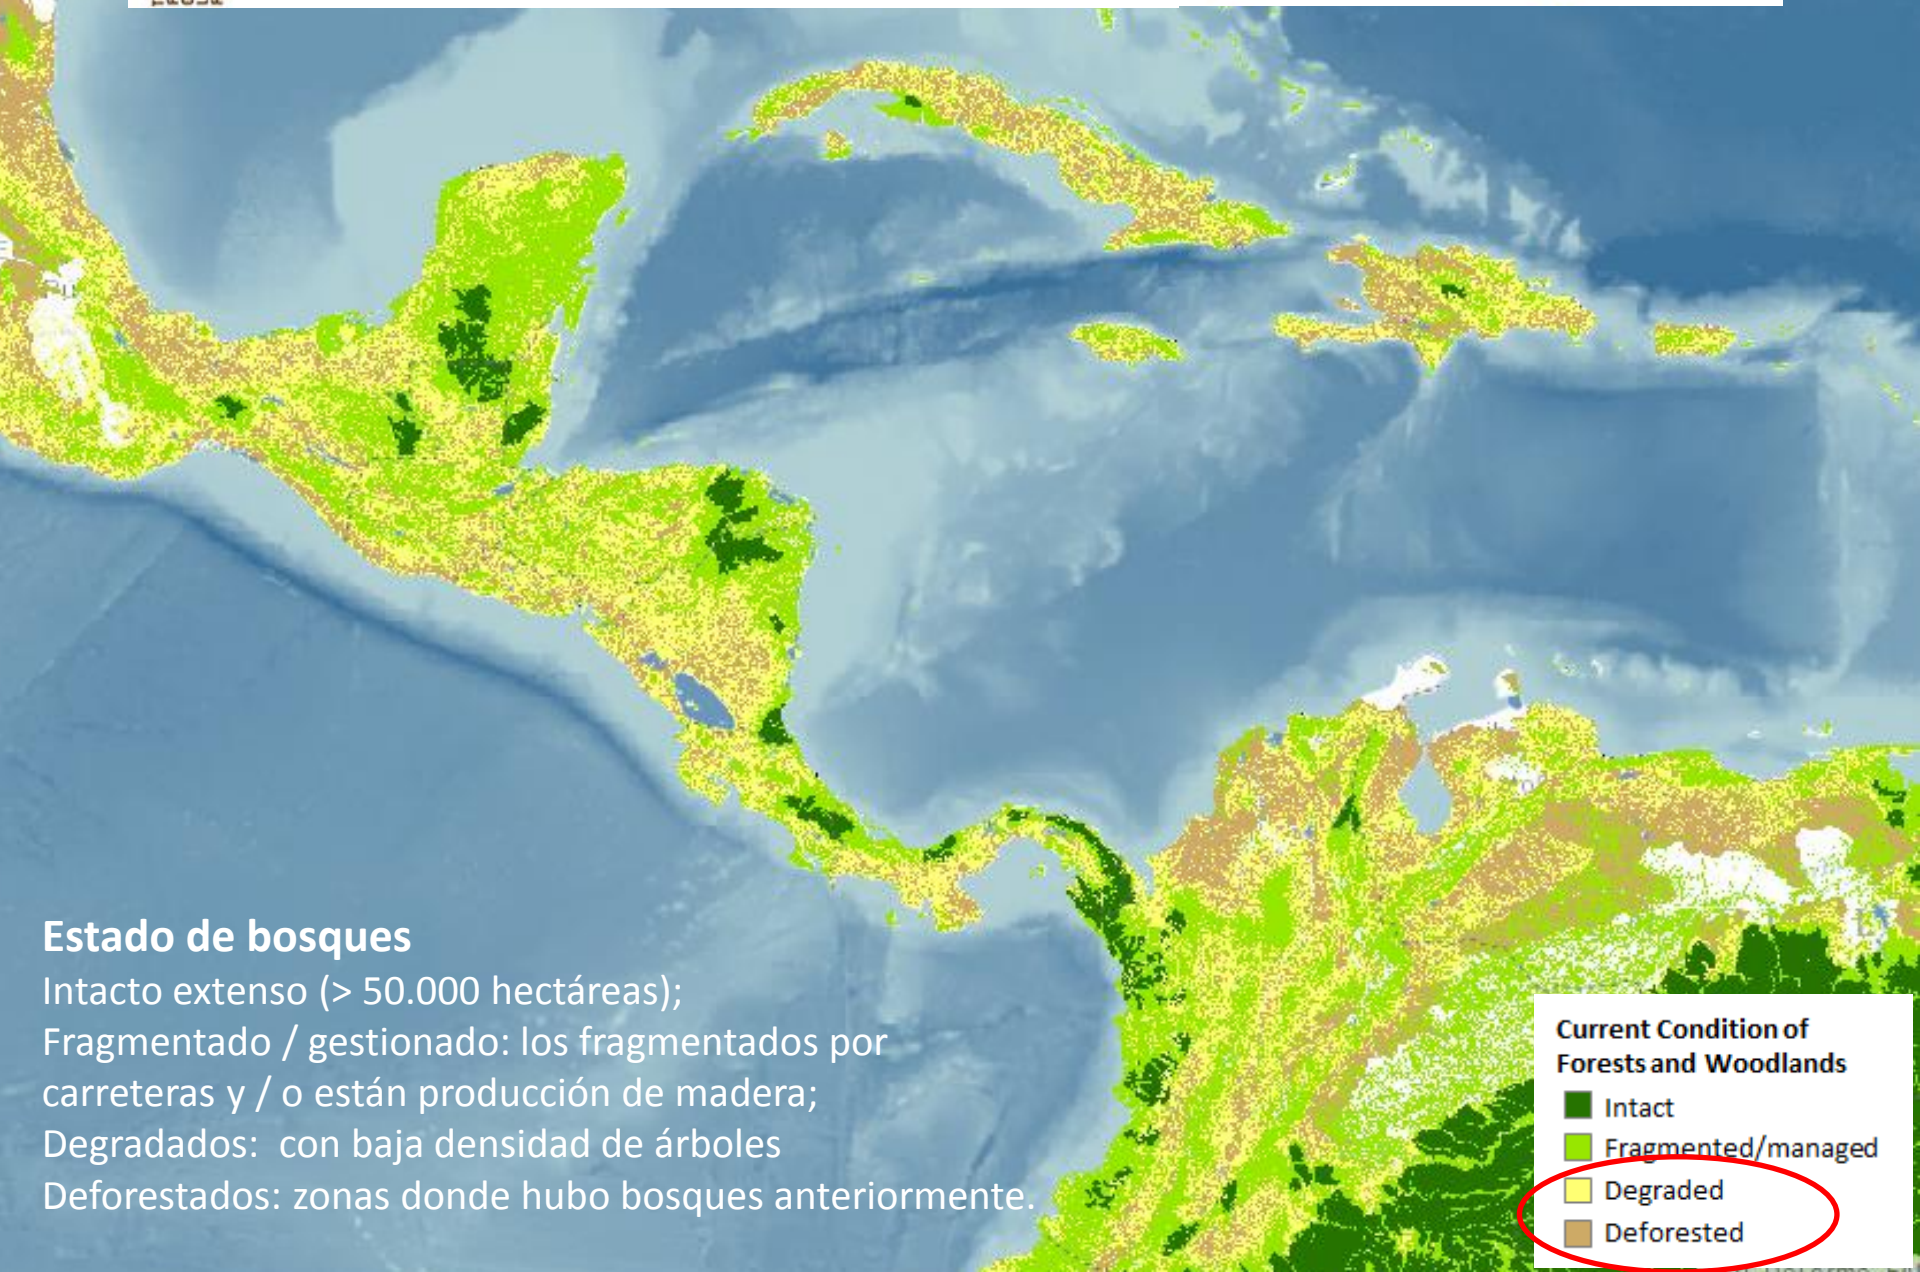 Estado de bosques
Intacto extenso (> 50.000 hectáreas);
Fragmentado / gestionado: los fragmentados por
carreteras y / o están producción de madera;
Degradados:  con baja densidad de árboles
Deforestados: zonas donde hubo bosques anteriormente.
Current Condition of
Forests and Woodlands
Intact
Fragmented/managed
Degraded
Deforested